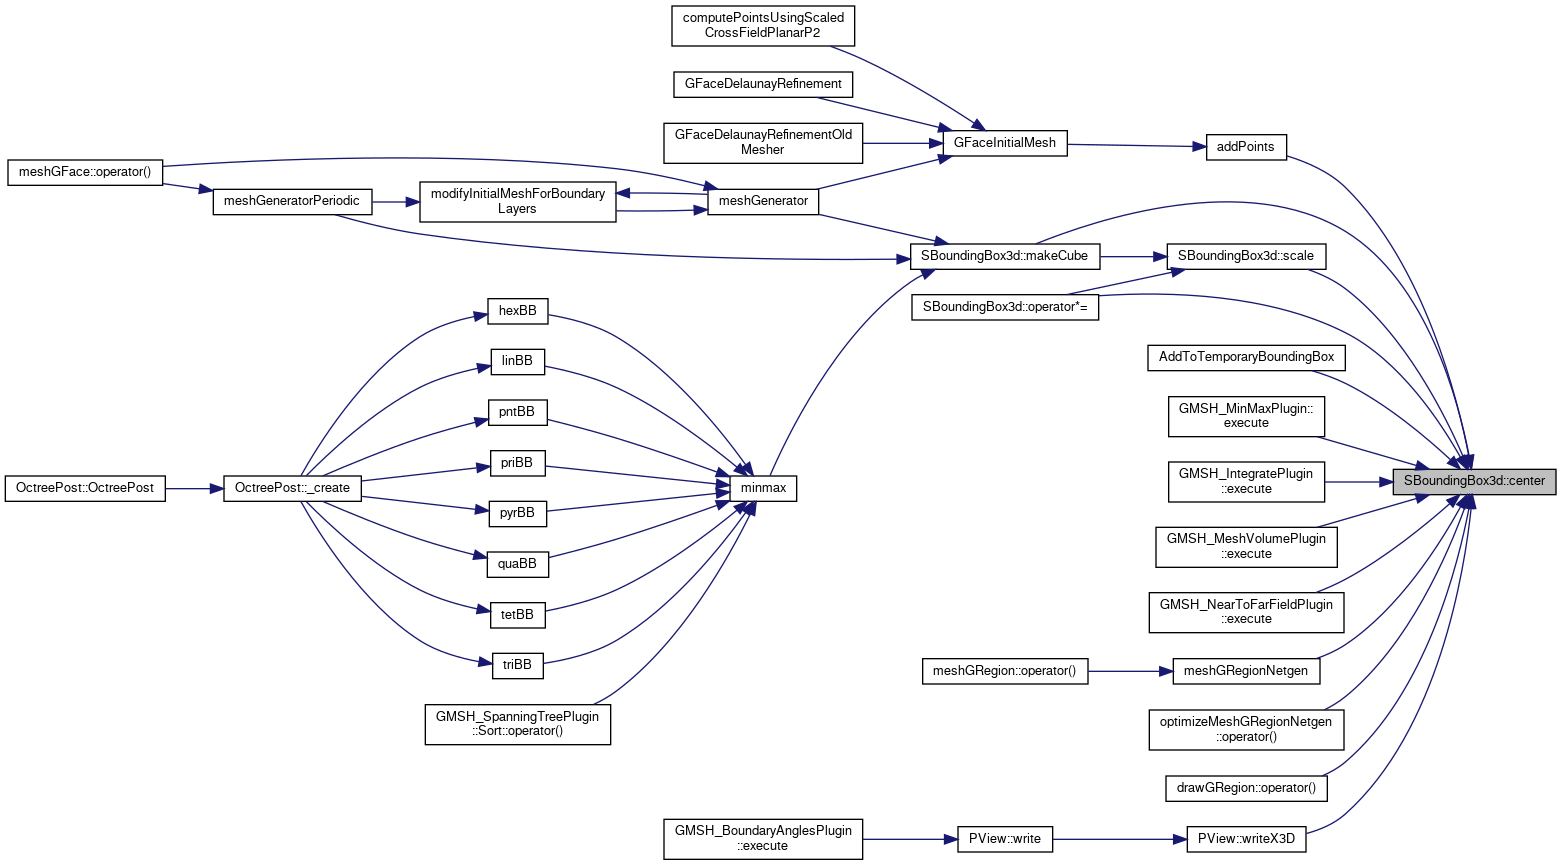 computePointsUsingScaled
CrossFieldPlanarP2
GFaceDelaunayRefinement
GFaceDelaunayRefinementOld
Mesher
GFaceInitialMesh
addPoints
meshGFace::operator()
meshGeneratorPeriodic
modifyInitialMeshForBoundary
Layers
meshGenerator
SBoundingBox3d::makeCube
SBoundingBox3d::scale
SBoundingBox3d::operator*=
hexBB
linBB
pntBB
priBB
pyrBB
quaBB
tetBB
triBB
GMSH_SpanningTreePlugin
::Sort::operator()
OctreePost::OctreePost
OctreePost::_create
minmax
AddToTemporaryBoundingBox
GMSH_MinMaxPlugin::
execute
GMSH_IntegratePlugin
::execute
SBoundingBox3d::center
GMSH_MeshVolumePlugin
::execute
GMSH_NearToFarFieldPlugin
::execute
meshGRegion::operator()
meshGRegionNetgen
optimizeMeshGRegionNetgen
::operator()
drawGRegion::operator()
GMSH_BoundaryAnglesPlugin
::execute
PView::write
PView::writeX3D